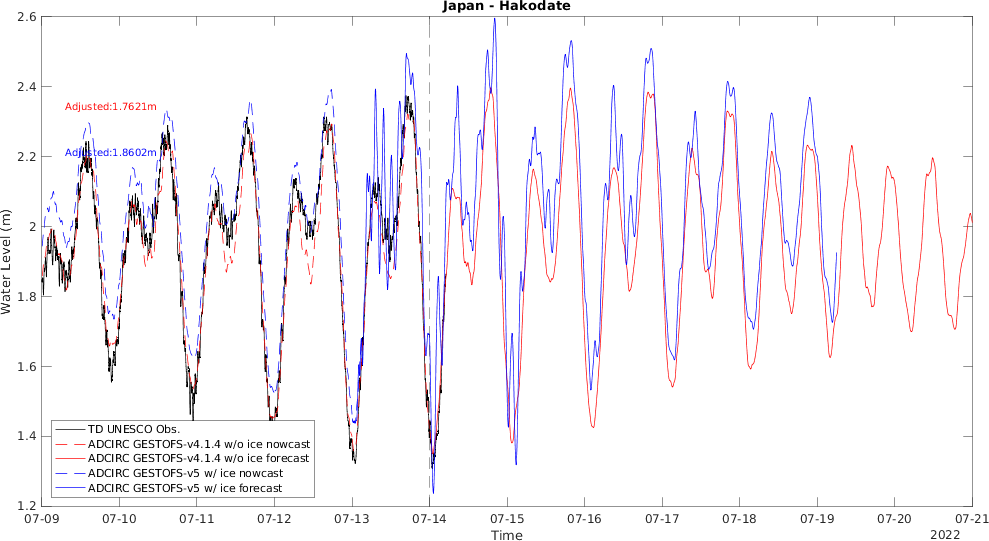 Japan - Hakodate
2.6
2.4
2.2
2
1.8
1.6
1.4
1.2
Water Level (m)
Adjusted:1.7621m
Adjusted:1.8602m
TD UNESCO Obs.
ADCIRC GESTOFS-v4.1.4 w/o ice nowcast
ADCIRC GESTOFS-v4.1.4 w/o ice forecast
ADCIRC GESTOFS-v5 w/ ice nowcast
ADCIRC GESTOFS-v5 w/ ice forecast
07-09 07-10 07-11 07-12 07-13 07-14 07-15 07-16 07-17 07-18 07-19 07-20 07-21
Time
2022